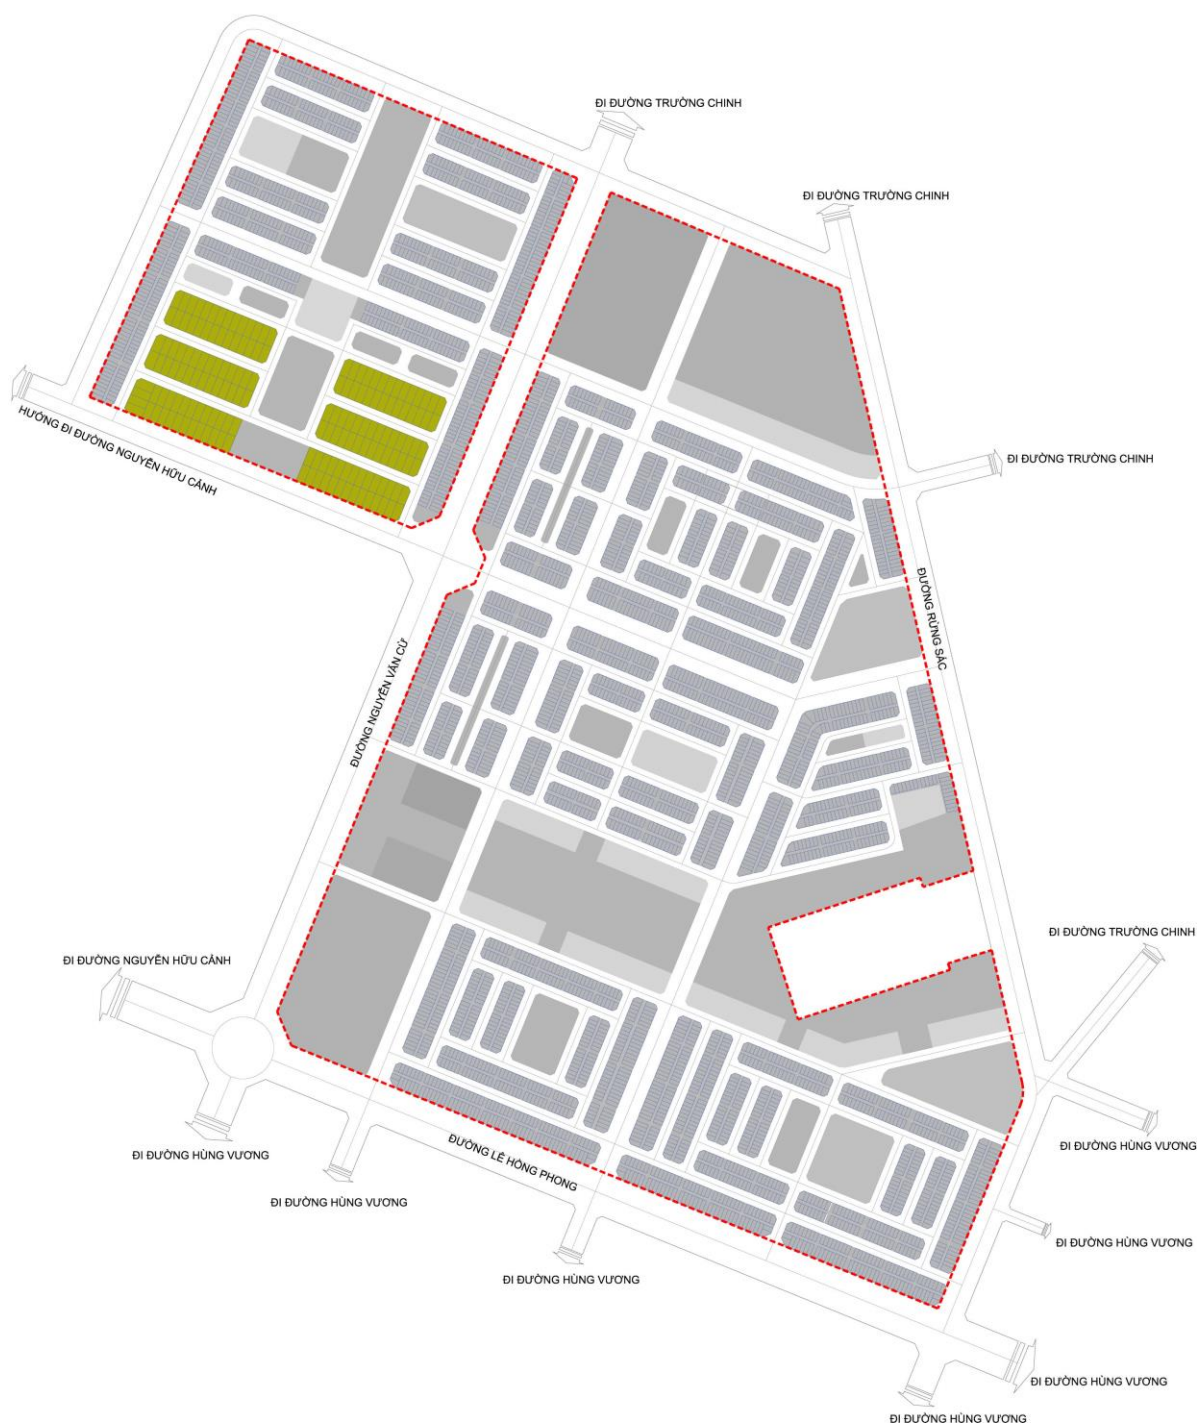 ĐI ĐƯỜNG TRƯỜNG CHINH
ĐI ĐƯỜNG TRƯỜNG CHINH
HƯỚNG ĐI ĐƯỜNG NGUYỄN HỮU CẢNH
ĐI ĐƯỜNG TRƯỜNG CHINH
ĐƯỜNG RỪNG SÁC
ĐƯỜNG NGUYỄN VĂN CỪ
ĐI ĐƯỜNG TRƯỜNG CHINH
ĐI ĐƯỜNG NGUYỄN HỮU CẢNH
ĐI ĐƯỜNG HÙNG VƯƠNG
ĐI ĐƯỜNG HÙNG VƯƠNG
ĐƯỜNG LÊ HỒNG PHONG
ĐI ĐƯỜNG HÙNG VƯƠNG
ĐI ĐƯỜNG HÙNG VƯƠNG
ĐI ĐƯỜNG HÙNG VƯƠNG
ĐI ĐƯỜNG HÙNG VƯƠNG
ĐI ĐƯỜNG HÙNG VƯƠNG